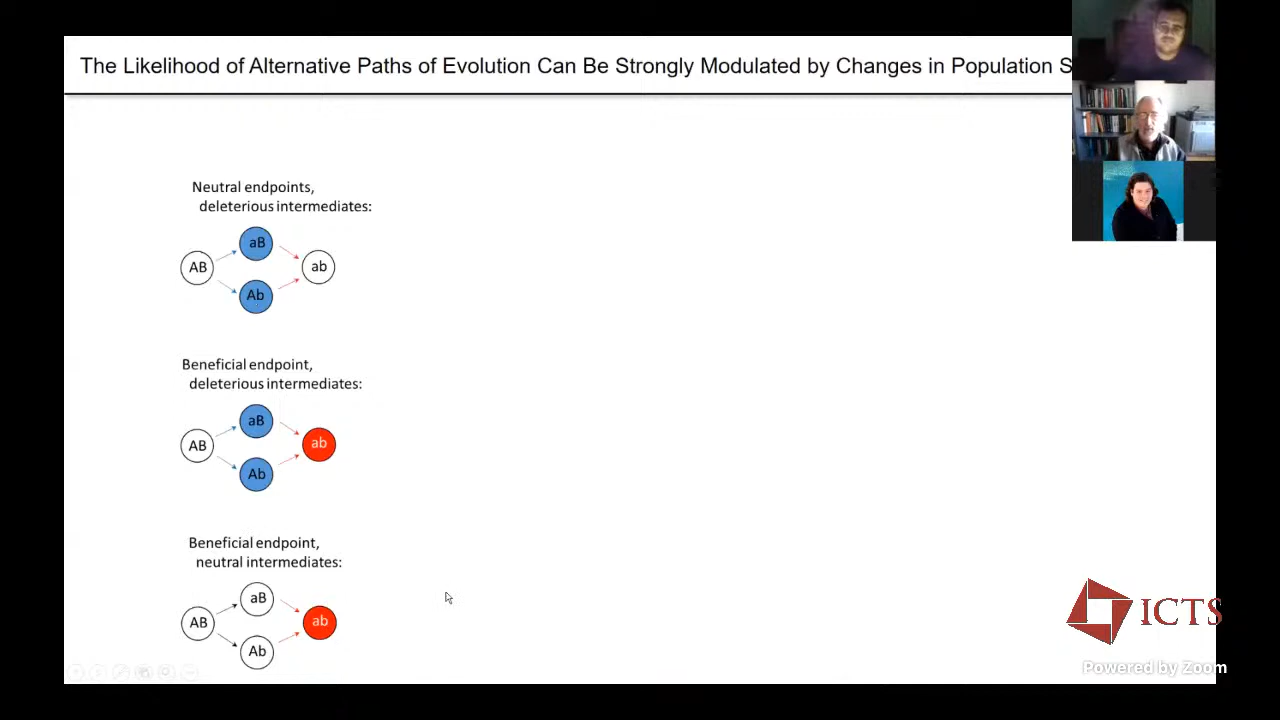 The Likelihood of Alternative Paths of Evolution Can Be Strongly Modulated by Changes in Population S
Neutral endpoints,
deleterious intermediates:
aB
AB
ab
Ab
Beneficial endpoint,
deleterious intermediates:
aB
AB
ab
Ab
Beneficial endpoint,
neutral intermediates:
aB
AB
ab
Ab
ICTS
Powered by Zoom